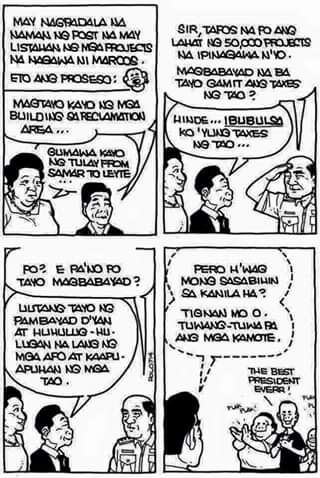 MAY NAGPADALA NA
NAMAN NG POST NA MAY
LISTAHAN NG MGA PROJECTS
NA NAGAWA NI MARCOS.
ETO ANG PROSESO:
MAGTAYO KAYO NG MGA
BUILDING SA RECLAMATION
AREA ...
GUMAWA KAYO
NG TULAY FROM
SAMAR TO LEYTE
...
SIR, TAPOS NA PO ANG
LAHAT NG 50,000 PROJECTS
NA IPINAGAWA N'YO.
MAGBABAYAD NA BA
TAYO GAMIT ANG TAXES
NG TAO?
HINDE... IBUBULSA
KO 'YUNG TAXES
NG TAO ...
PO? E PA'NO PO
TAYO MAGBABAYAD?
UUTANG TAYO NG
PAMBAYAD D'YAN
AT HUHULUG-HU-
LUGAN NA LANG NG
MGA APO AT KAAPU-
APUHAN NG MGA
TAO.
POL 0714
PERO H'WAG
MONG SASABIHIN
SA KANILA HA?
TIGNAN MO O.
TUWANG-TUWA PA
ANG MGA KAMOTE.
THE BEST
PRESIDENT
EVERR!